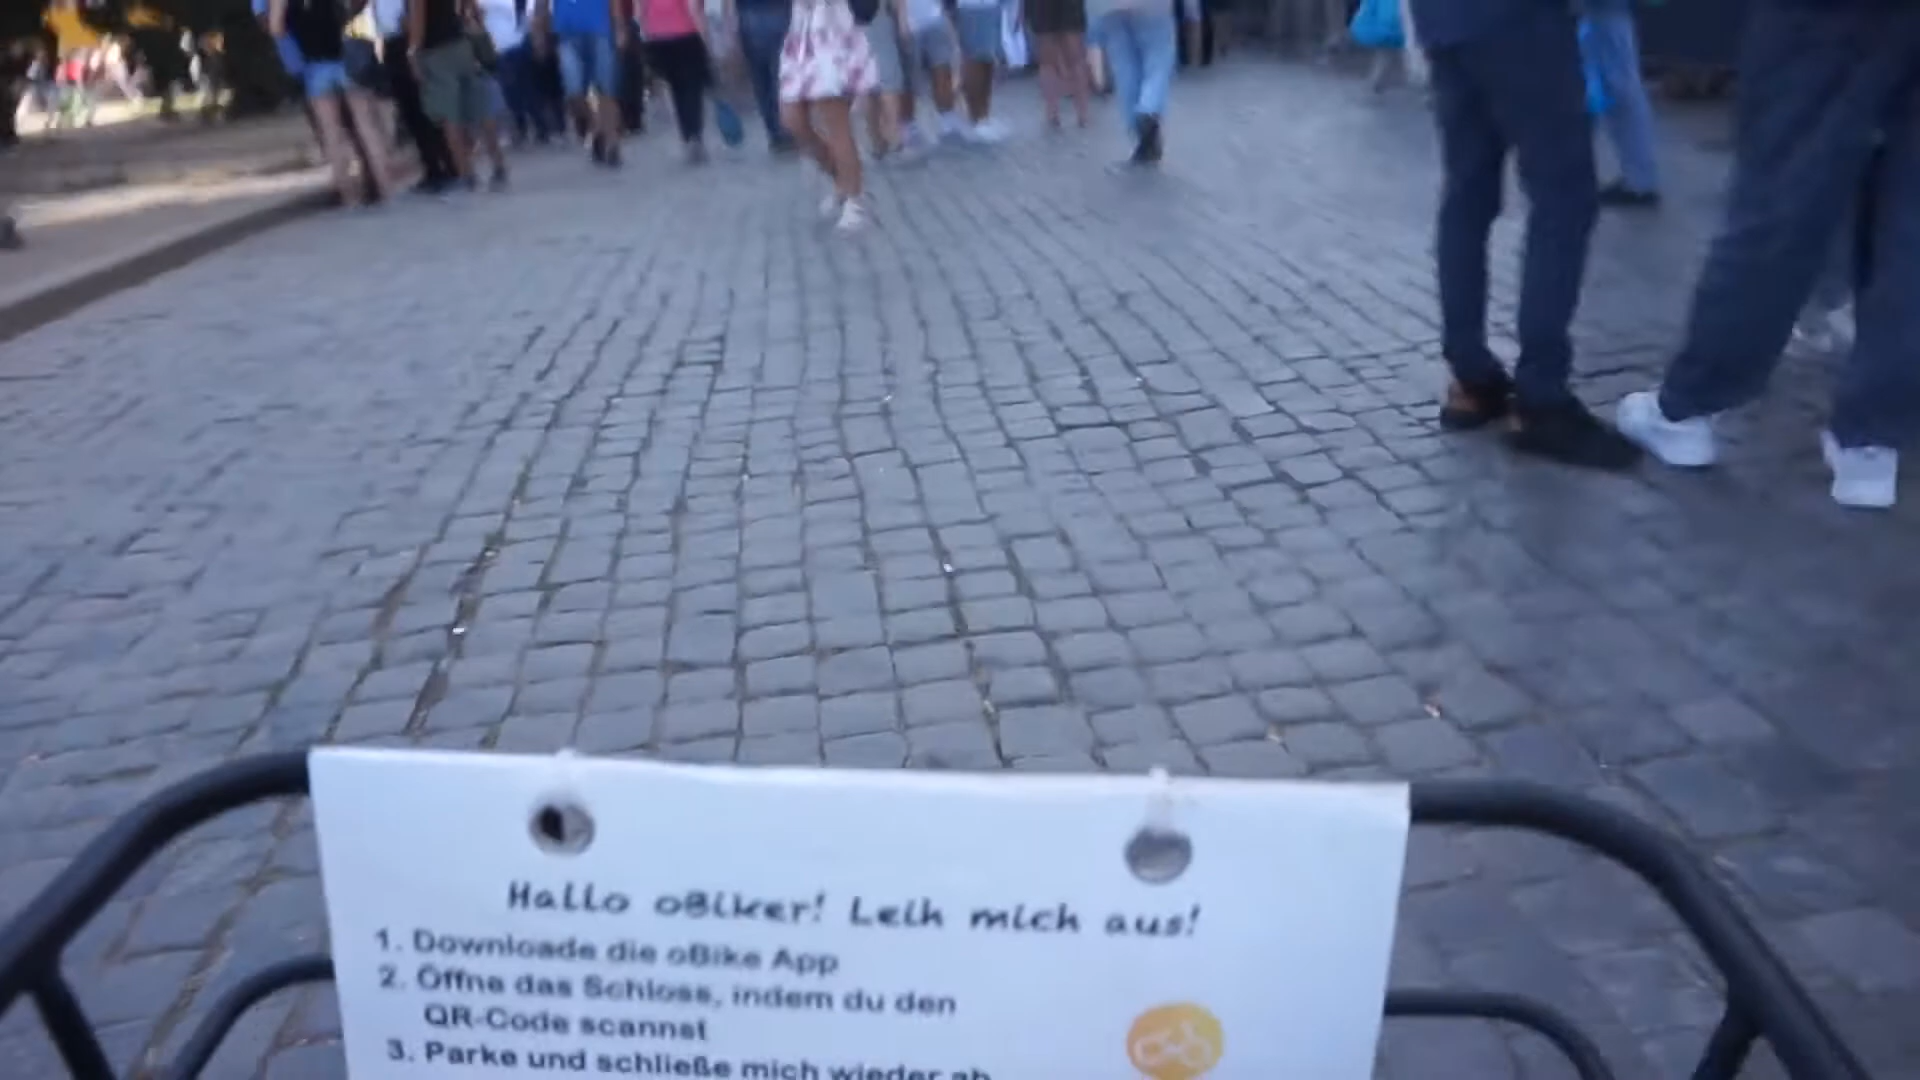 Hallo oBiker! Leih mich aus!
1. Downloade die oBike App
2. Öffne das Schloss, indem du den
QR-Code scannst
3. Parke und schließe mich wieder ab